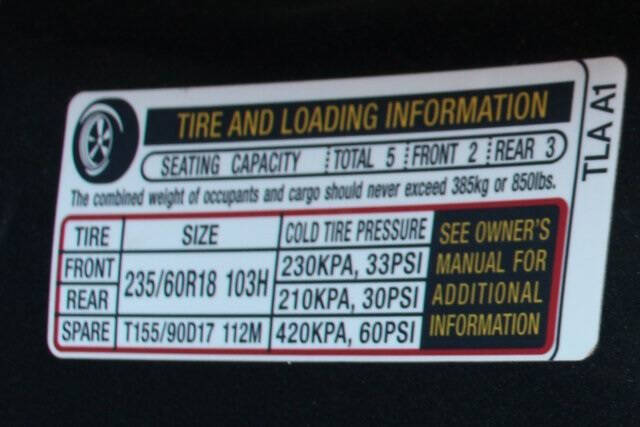 TIRE AND LOADING INFORMATION
SEATING CAPACITY TOTAL 5 FRONT 2 REAR 3
The combined weight of occupants and cargo should never exceed 385kg or 850lbs.
TIRE SIZE COLD TIRE PRESSURE
FRONT 235/60R18 103H 230KPA, 33PSI
REAR 210KPA, 30PSI
SPARE T155/90D17 112M 420KPA, 60PSI
SEE OWNER'S
MANUAL FOR
ADDITIONAL
INFORMATION
TLA A1